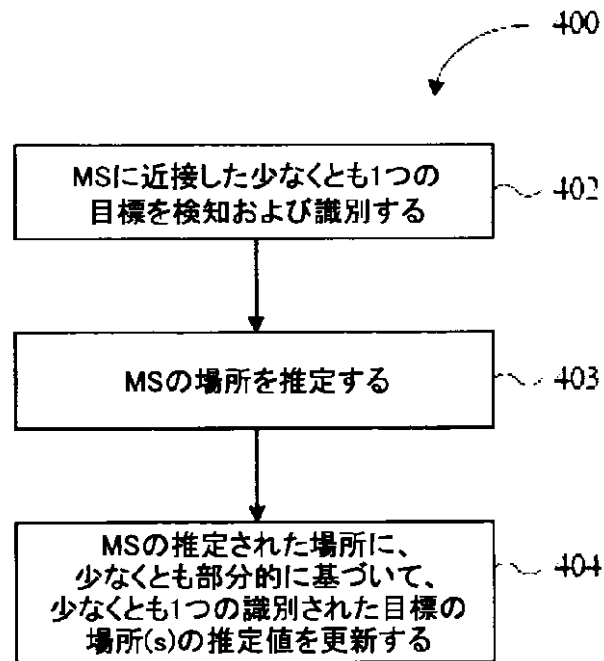 400
MSに近接した少なくとも1つの
目標を検知および識別する
402
MSの場所を推定する
403
MSの推定された場所に、
少なくとも部分的に基づいて、
少なくとも1つの識別された目標の
場所(s)の推定値を更新する
404